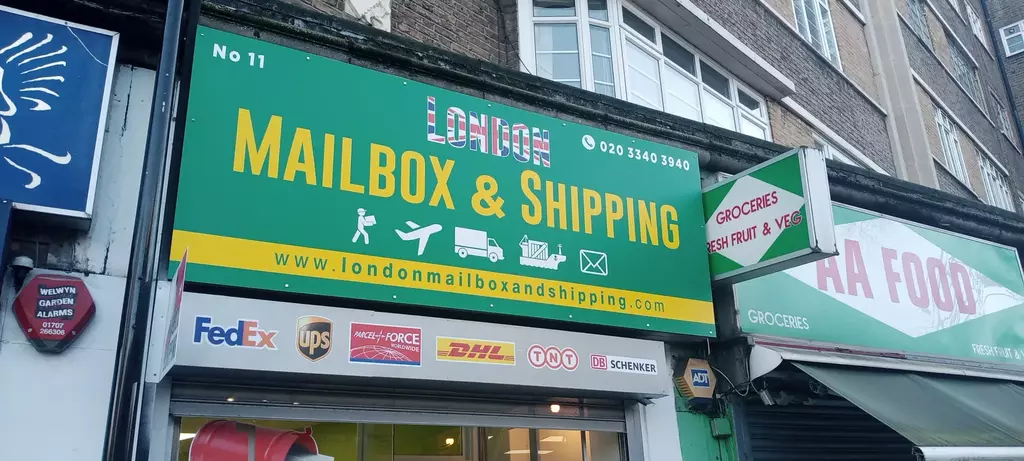 No 11
LONDON
020 3340 3940
MAILBOX & SHIPPING
www.londonmailboxandshipping.com
FedEx
ups
PARCEL FORCE
WORLDWIDE
DHL
TNT
DB SCHENKER
WELWYN
GARDEN
ALARMS
01707
266306
GROCERIES
RESH FRUIT & VEG
AA FOOD
GROCERIES
FRESH FRUIT &
ADT